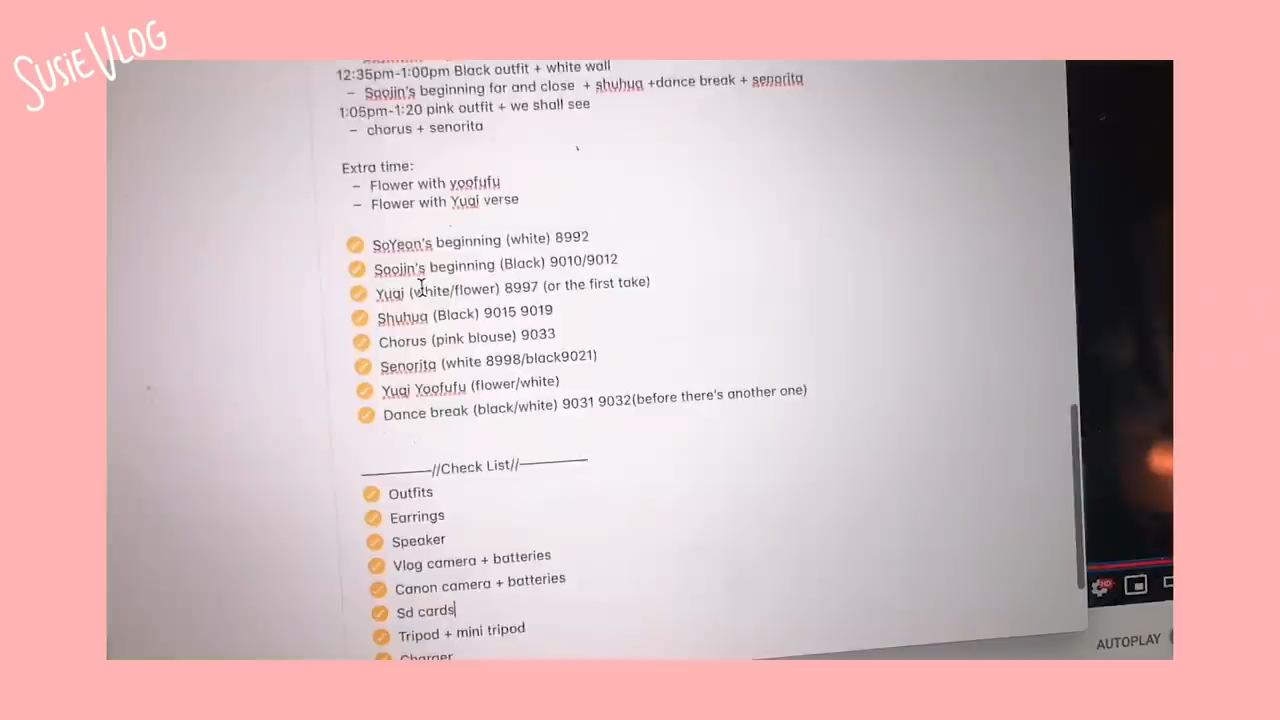 SUSIE VLOG
12:35pm-1:00pm Black outfit + white wall
– Soojin's beginning far and close + shuhua +dance break + senorita
1:05pm-1:20 pink outfit + we shall see
– chorus + senorita
Extra time:
– Flower with yoofufu
– Flower with Yuqi verse
SoYeon's beginning (white) 8992
Soojin's beginning (Black) 9010/9012
Yuqi (white/flower) 8997 (or the first take)
Shuhua (Black) 9015 9019
Chorus (pink blouse) 9033
Senorita (white 8998/black9021)
Yuqi Yoofufu (flower/white)
Dance break (black/white) 9031 9032(before there's another one)
—————//Check List//—————
Outfits
Earrings
Speaker
Vlog camera + batteries
Canon camera + batteries
Sd cards
Tripod + mini tripod
Charger
HD
AUTOPLAY